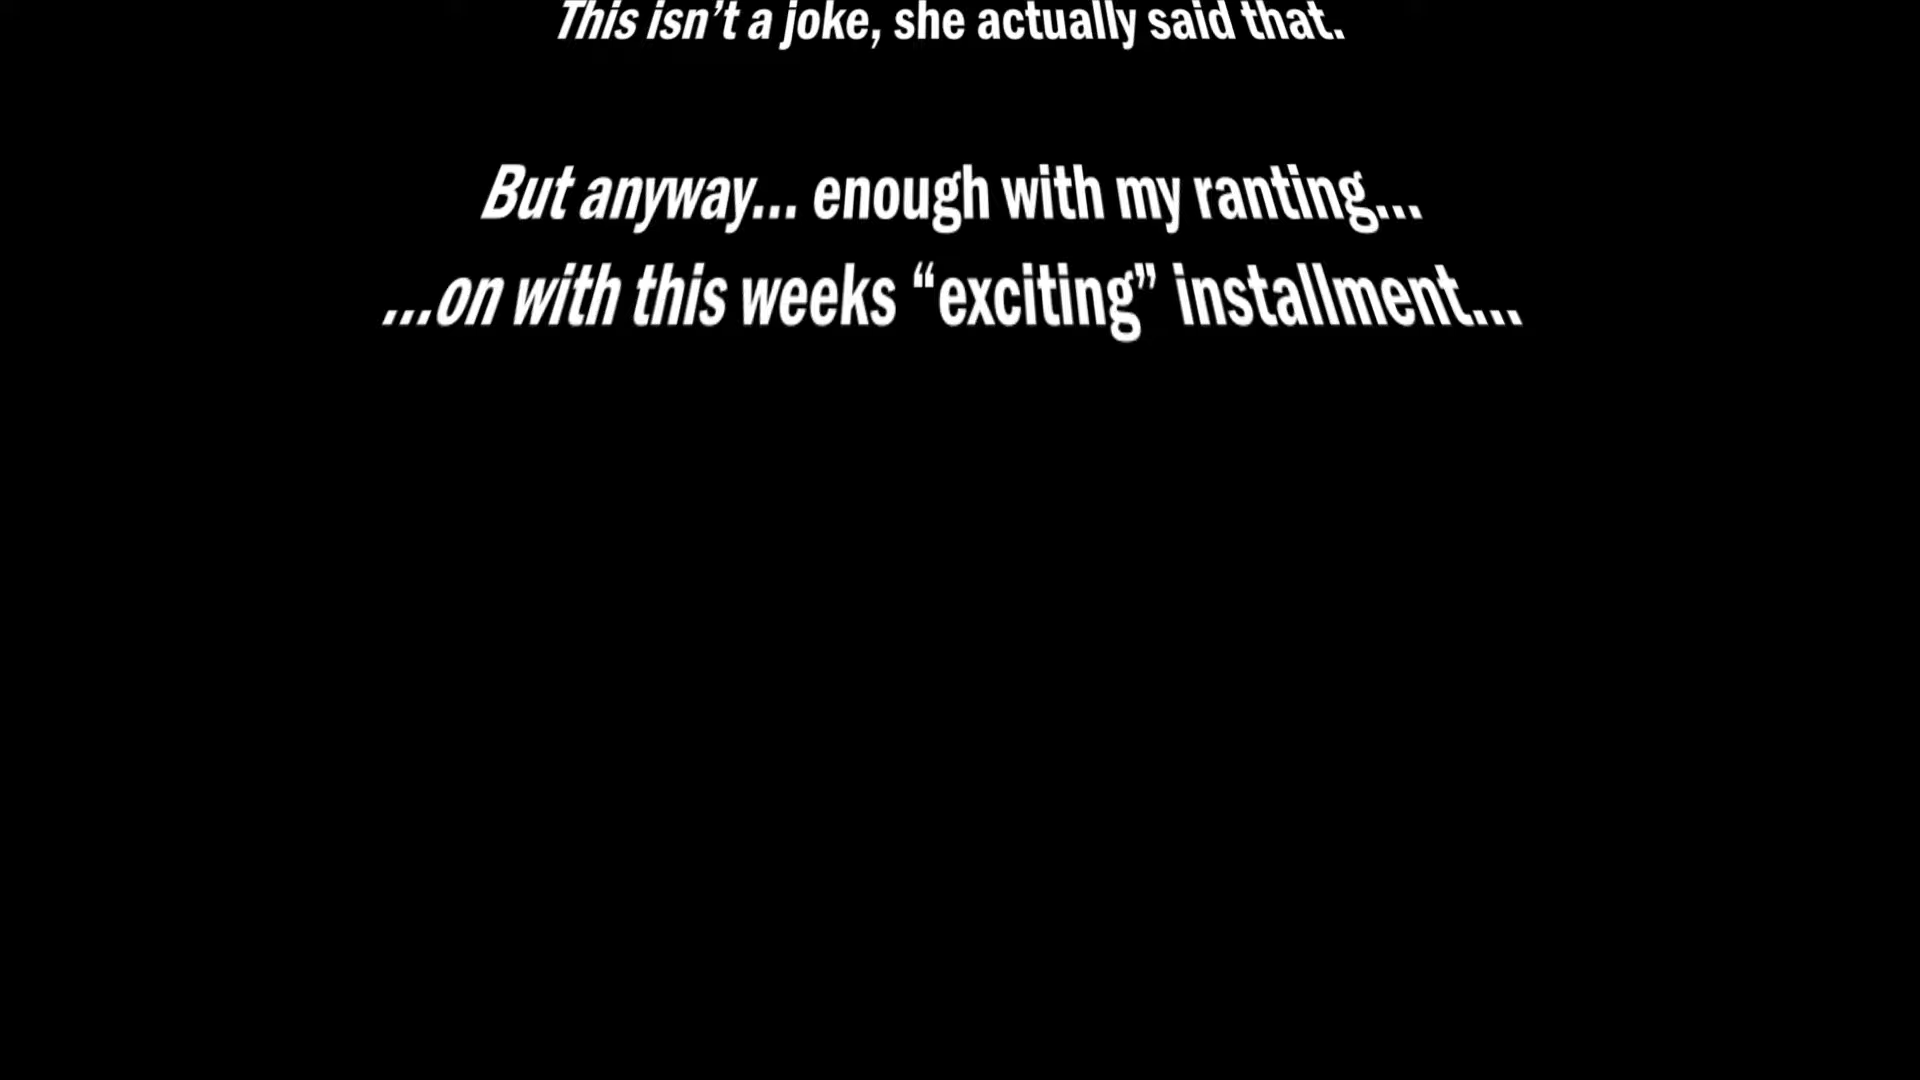 This isn’t a joke, she actually said that.
But anyway... enough with my ranting...
...on with this weeks “exciting” installment...